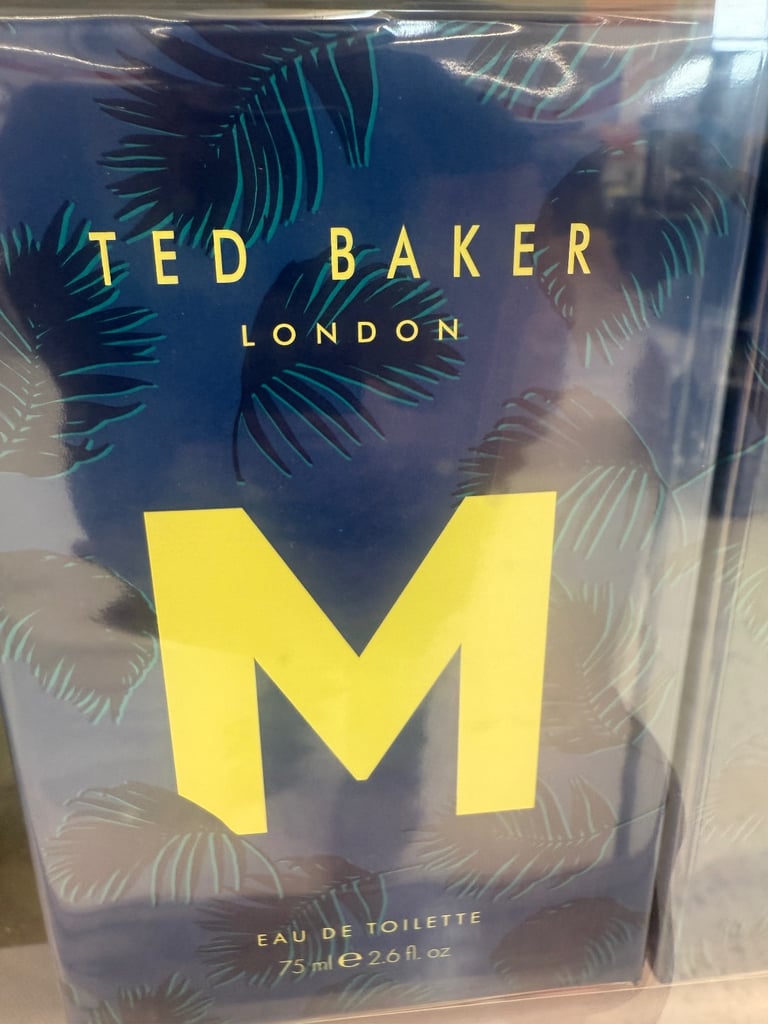 TED BAKER
LONDON
M
EAU DE TOILETTE
75 ml e 2.6 fl. oz